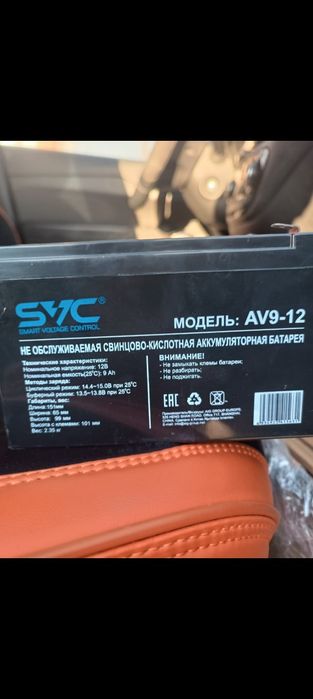 SVC®
SMART VOLTAGE CONTROL
МОДЕЛЬ: AV9-12
НЕ ОБСЛУЖИВАЕМАЯ СВИНЦОВО-КИСЛОТНАЯ АККУМУЛЯТОРНАЯ БАТАРЕЯ
Технические характеристики:
Номинальное напряжение: 12В
Номинальная емкость(25°С): 9 Ah
Методы заряда:
Циклический режим: 14.4~15.0В при 25°С
Буферный режим: 13.5~13.8В при 25°С
Габариты, вес:
Длина:151мм
Ширина: 65 мм
Высота: 99 мм
Высота с клемами: 101 мм
Вес: 2.35 кг
ВНИМАНИЕ!
- Не замыкать клемы батареи;
- Не разбирать;
- Не поджигать.
EAC
Pb